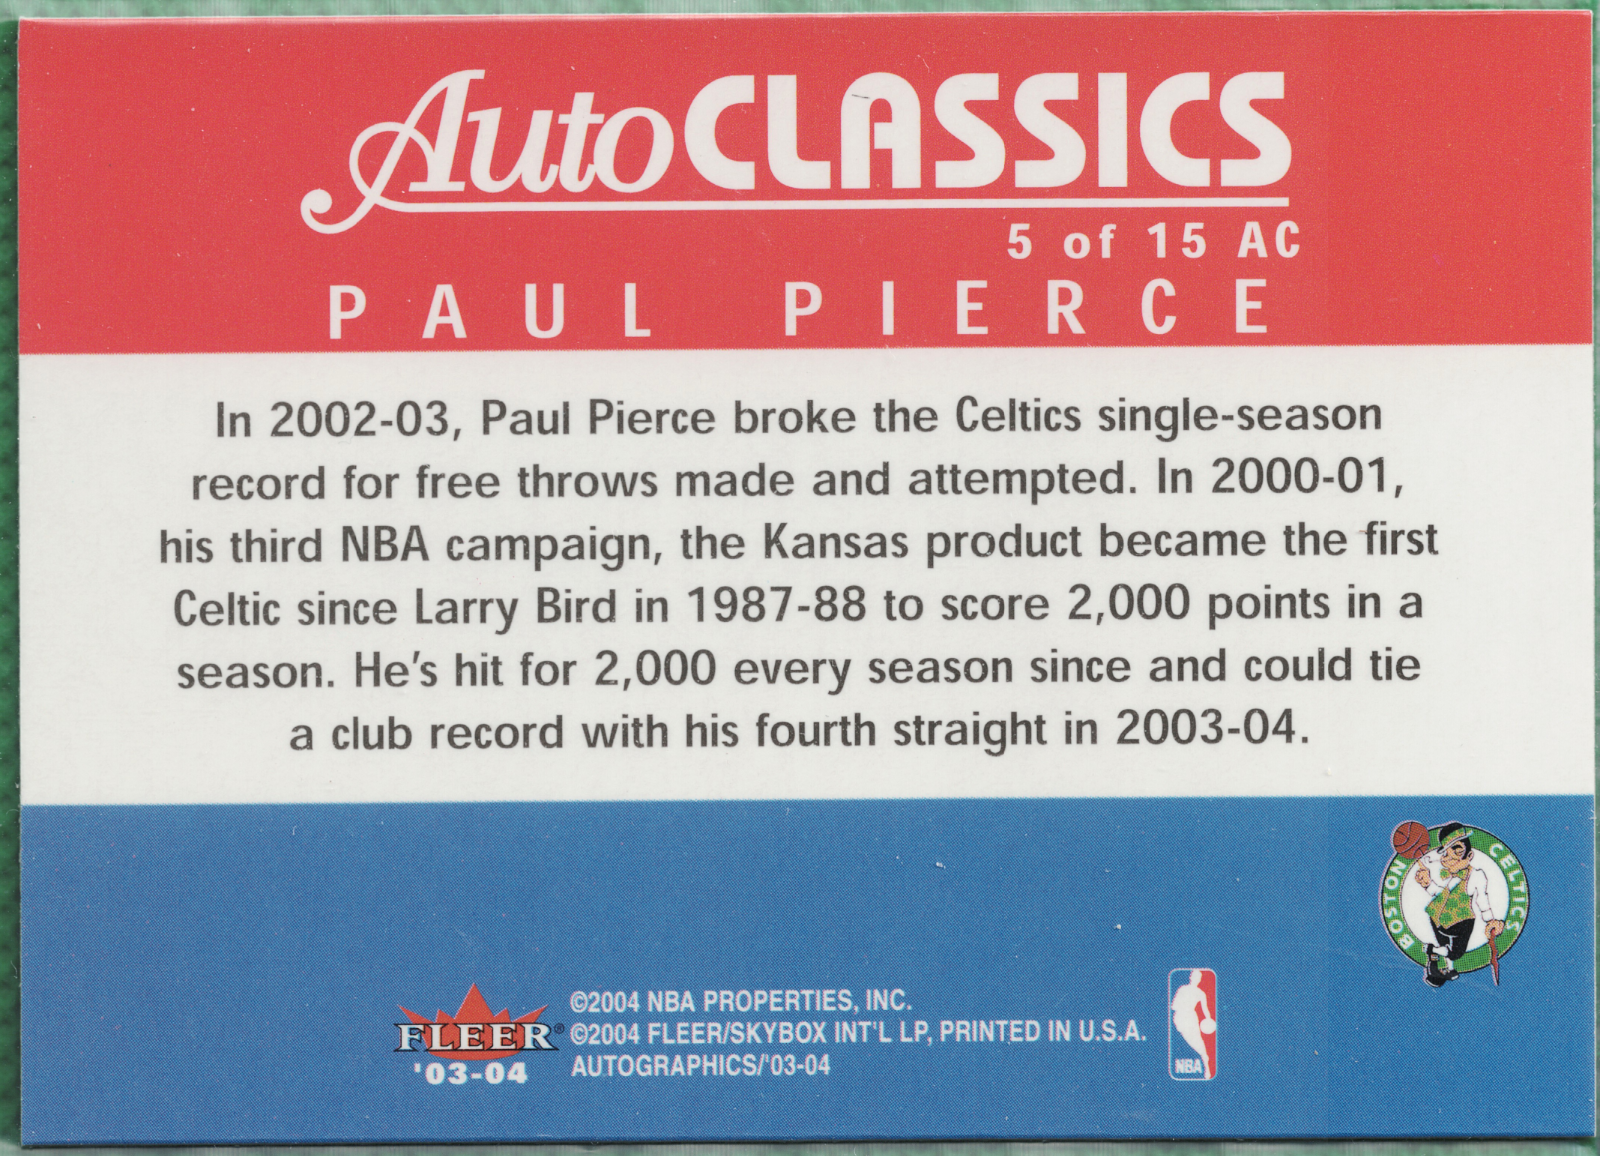 AutoCLASSICS
5 of 15 AC
PAUL PIERCE
In 2002-03, Paul Pierce broke the Celtics single-season
record for free throws made and attempted. In 2000-01,
his third NBA campaign, the Kansas product became the first
Celtic since Larry Bird in 1987-88 to score 2,000 points in a
season. He's hit for 2,000 every season since and could tie
a club record with his fourth straight in 2003-04.
BOSTON CELTICS
FLEER®
'03-04
©2004 NBA PROPERTIES, INC.
©2004 FLEER/SKYBOX INT'L LP, PRINTED IN U.S.A.
AUTOGRAPHICS/'03-04
NBA